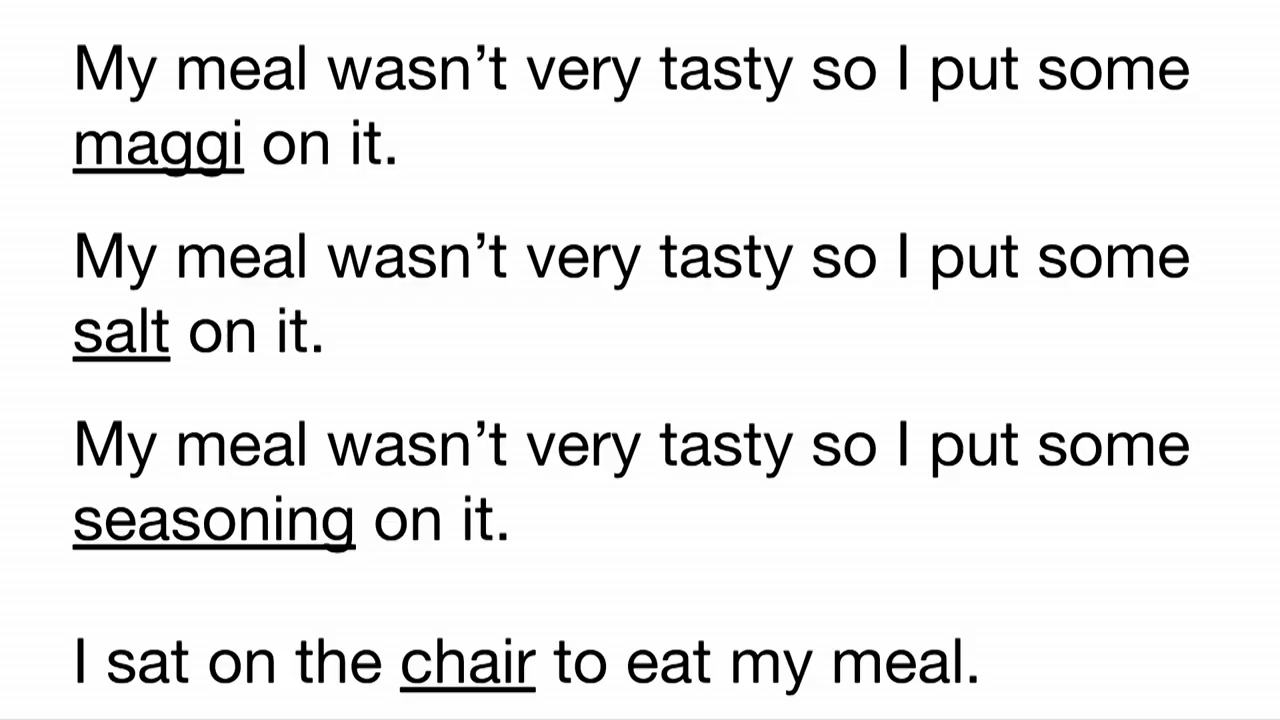 My meal wasn’t very tasty so I put some
maggi on it.
My meal wasn’t very tasty so I put some
salt on it.
My meal wasn’t very tasty so I put some
seasoning on it.
I sat on the chair to eat my meal.